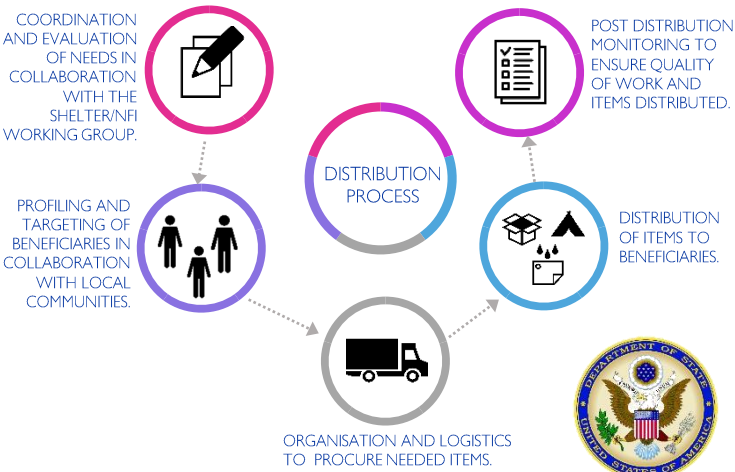 COORDINATION
AND EVALUATION
OF NEEDS IN
COLLABORATION
WITH THE
SHELTER/NFI
WORKING GROUP.
PROFILING AND
TARGETING OF
BENEFICIARIES IN
COLLABORATION
WITH LOCAL
COMMUNITIES.
ORGANISATION AND LOGISTICS
TO PROCURE NEEDED ITEMS.
DISTRIBUTION
OF ITEMS TO
BENEFICIARIES.
POST DISTRIBUTION
MONITORING TO
ENSURE QUALITY
OF WORK AND
ITEMS DISTRIBUTED.
DISTRIBUTION
PROCESS
DEPARTMENT OF STATE
UNITED STATES OF AMERICA